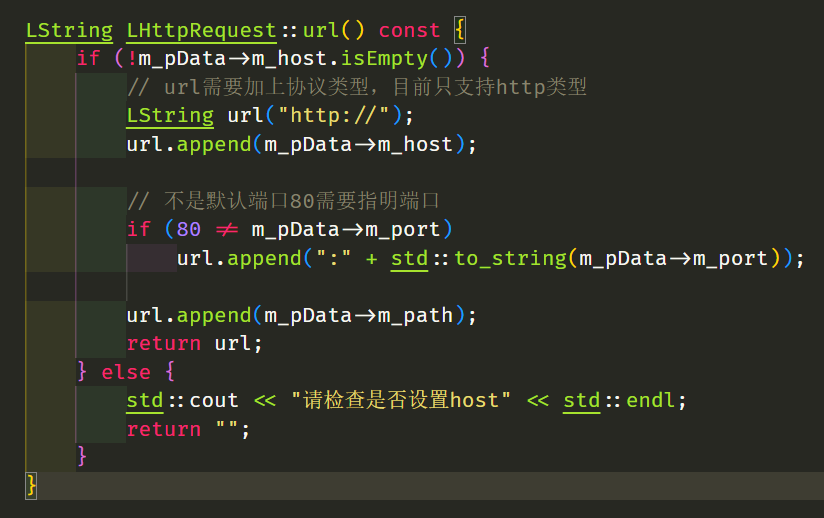 LString LHttpRequest::url() const {
    if (!m_pData->m_host.isEmpty()) {
        // url需要加上协议类型，目前只支持http类型
        LString url("http://");
        url.append(m_pData->m_host);
        // 不是默认端口80需要指明端口
        if (80 != m_pData->m_port)
            url.append(":" + std::to_string(m_pData->m_port));
        url.append(m_pData->m_path);
        return url;
    } else {
        std::cout << "请检查是否设置host" << std::endl;
        return "";
    }
}